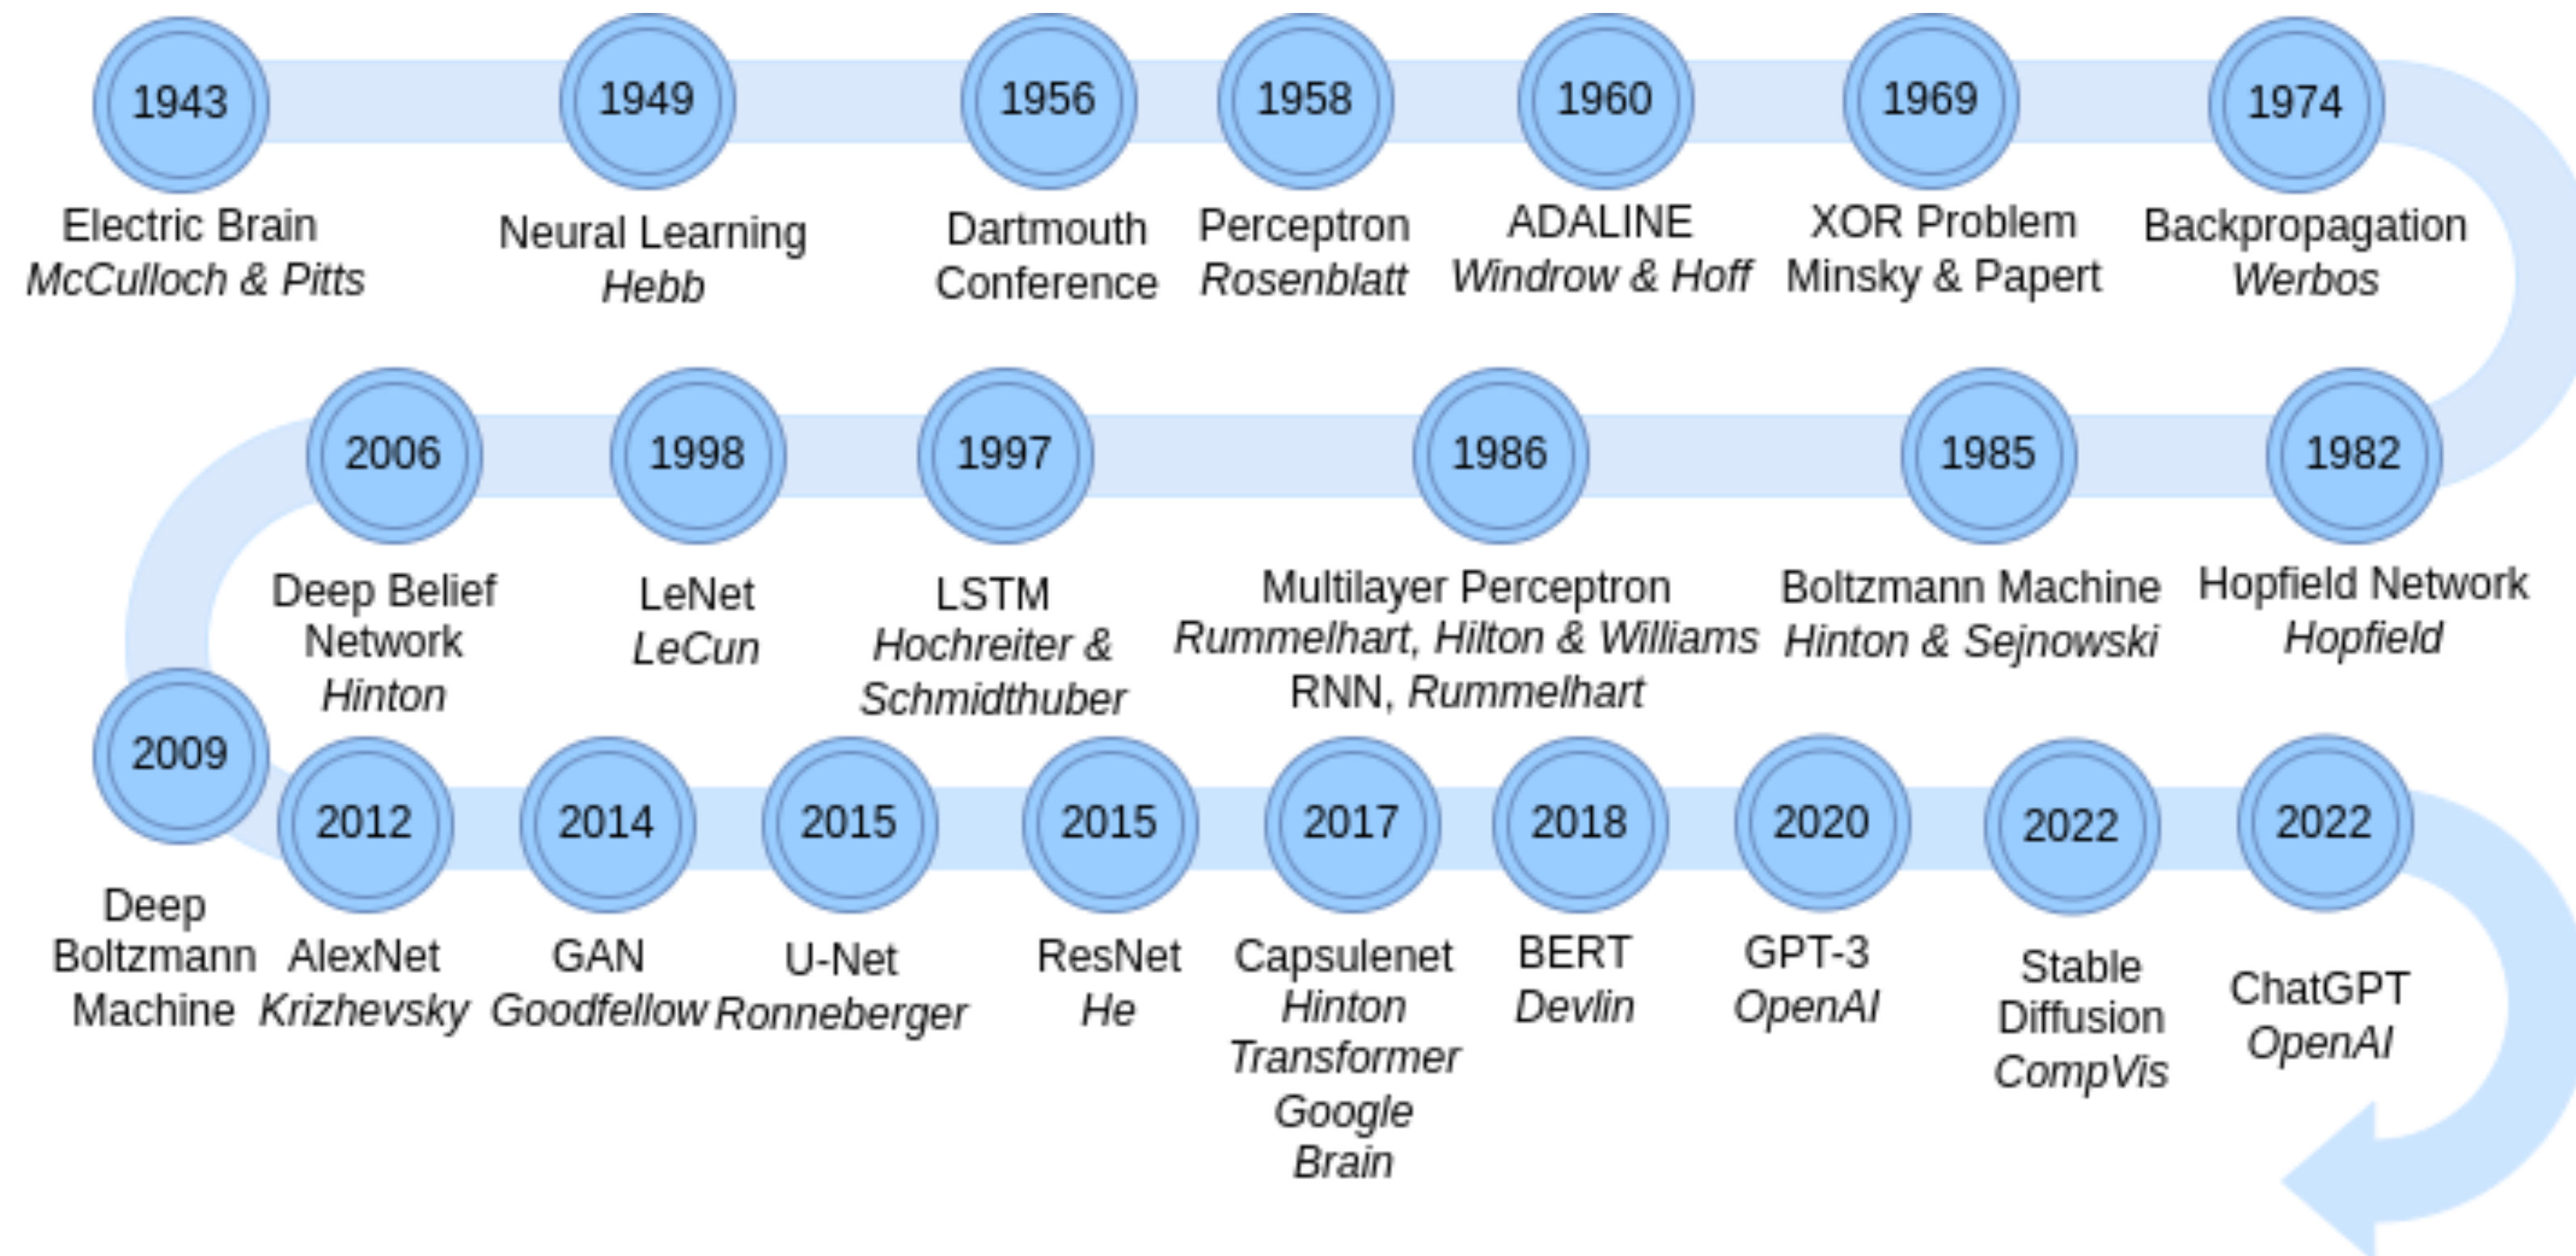 1943
Electric Brain
McCulloch & Pitts
1949
Neural Learning
Hebb
1956
Dartmouth
Conference
1958
Perceptron
Rosenblatt
1960
ADALINE
Windrow & Hoff
1969
XOR Problem
Minsky & Papert
1974
Backpropagation
Werbos
1982
Hopfield Network
Hopfield
1985
Boltzmann Machine
Hinton & Sejnowski
1986
Multilayer Perceptron
Rummelhart, Hilton & Williams
RNN, Rummelhart
1997
LSTM
Hochreiter &
Schmidthuber
1998
LeNet
LeCun
2006
Deep Belief
Network
Hinton
2009
Deep
Boltzmann
Machine
2012
AlexNet
Krizhevsky
2014
GAN
Goodfellow
2015
U-Net
Ronneberger
2015
ResNet
He
2017
Capsulenet
Hinton
Transformer
Google
Brain
2018
BERT
Devlin
2020
GPT-3
OpenAI
2022
Stable
Diffusion
CompVis
2022
ChatGPT
OpenAI